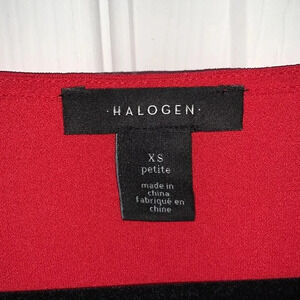 ·HALOGEN·
XS
petite
made in
china
fabriqué en
chine